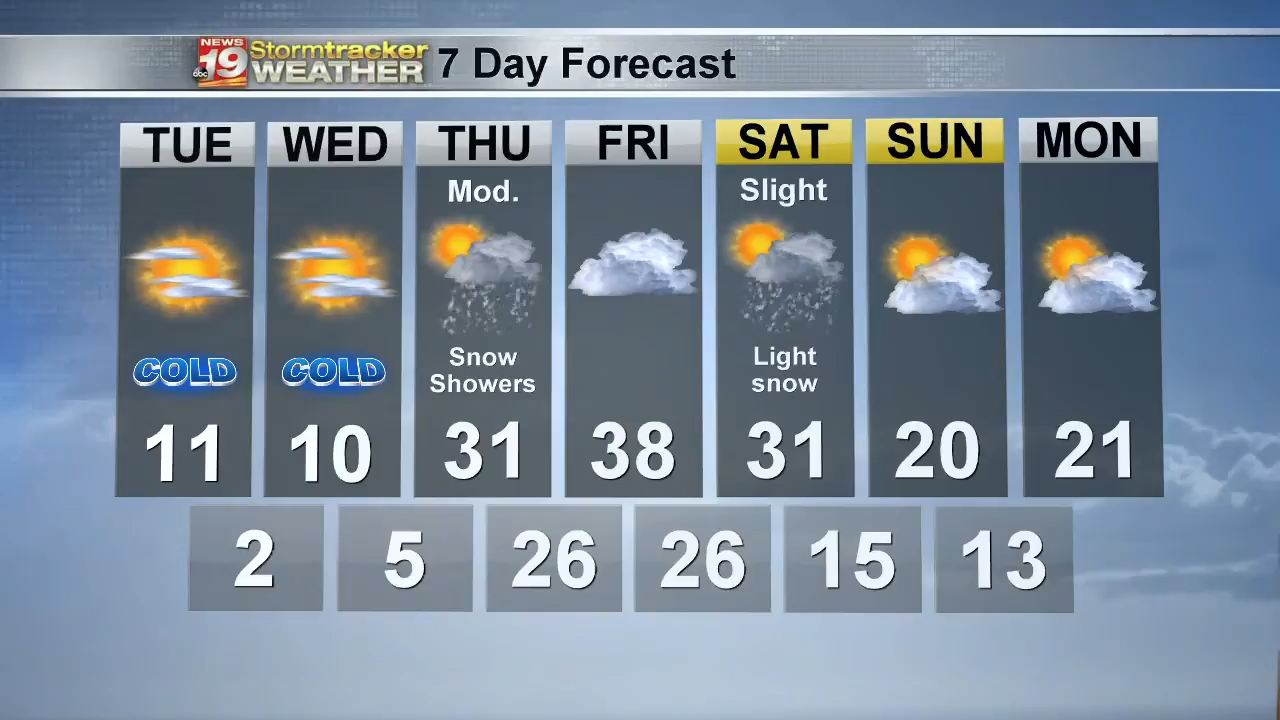 NEWS
abc 19
Stormtracker
WEATHER
7 Day Forecast
TUE WED THU FRI SAT SUN MON
Mod. Slight
COLD COLD
Snow Showers
Light snow
11 10 31 38 31 20 21
2 5 26 26 15 13